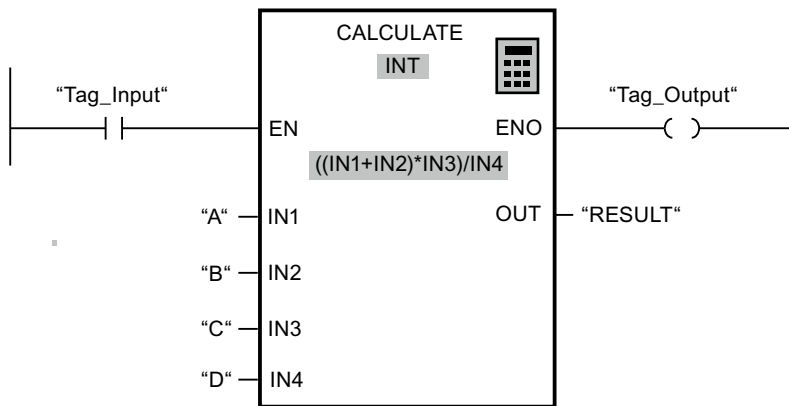 CALCULATE
INT
“Tag_Input“
“Tag_Output“
EN
ENO
((IN1+IN2)*IN3)/IN4
“A“
IN1
OUT
“RESULT“
“B“
IN2
“C“
IN3
“D“
IN4